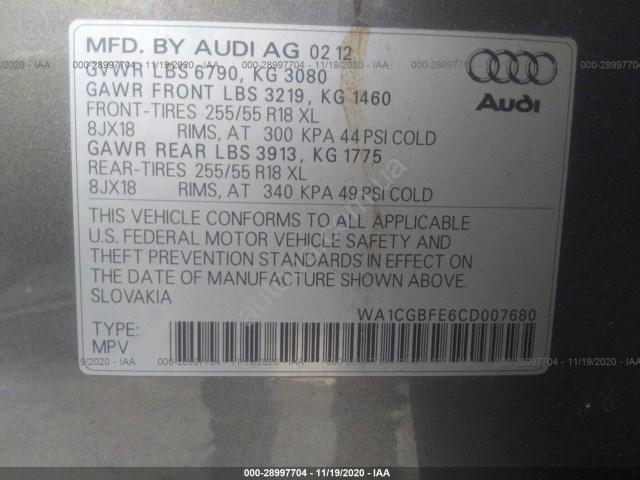 MFD. BY AUDI AG 02 12
GVWR LBS 6790, KG 3080
GAWR FRONT LBS 3219, KG 1460
FRONT-TIRES 255/55 R18 XL
8JX18 RIMS, AT 300 KPA 44 PSI COLD
GAWR REAR LBS 3913, KG 1775
REAR-TIRES 255/55 R18 XL
8JX18 RIMS, AT 340 KPA 49 PSI COLD
Audi
THIS VEHICLE CONFORMS TO ALL APPLICABLE
U.S. FEDERAL MOTOR VEHICLE SAFETY AND
THEFT PREVENTION STANDARDS IN EFFECT ON
THE DATE OF MANUFACTURE SHOWN ABOVE.
SLOVAKIA
WA1CGBFE6CD007680
TYPE:
MPV
000-28997704 - 11/19/2020 - IAA